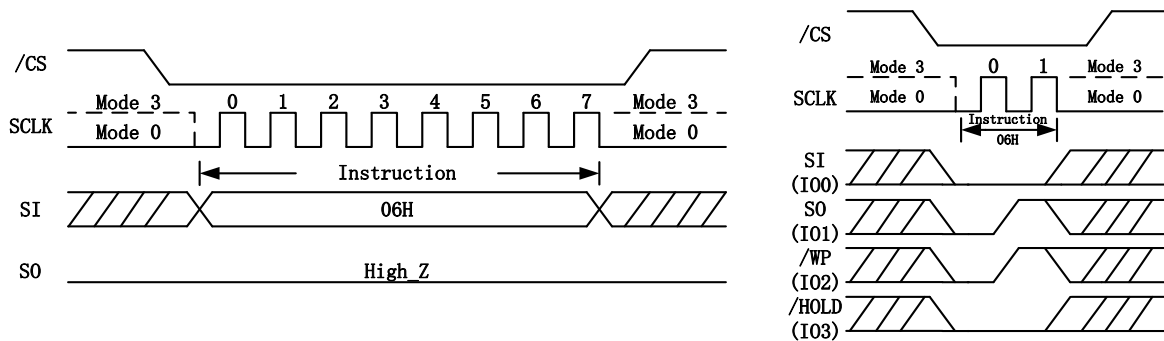 /CS
Mode 3 0 1 2 3 4 5 6 7 Mode 3
SCLK
Mode 0 Mode 0
Instruction
SI 06H
SO High_Z
/CS
Mode 3 0 1 Mode 3
SCLK Mode 0 Mode 0
Instruction
06H
SI
(IO0)
SO
(IO1)
/WP
(IO2)
/HOLD
(IO3)